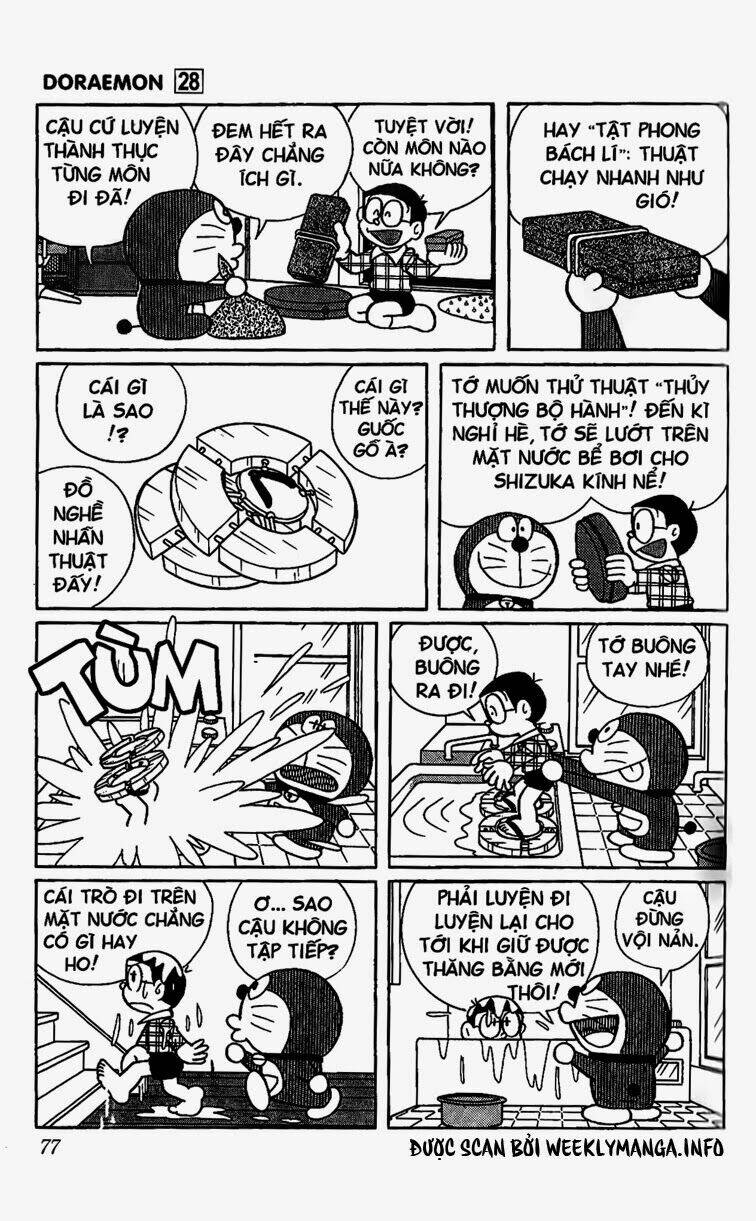 DORAEMON 28
HAY "TẬT PHONG
BÁCH LÍ": THUẬT
CHẠY NHANH NHƯ
GIÓ!
TUYỆT VỜI!
CÒN MÔN NÀO
NỮA KHÔNG?
ĐEM HẾT RA
ĐÂY CHẲNG
ÍCH GÌ.
CẬU CỨ LUYỆN
THÀNH THỤC
TỪNG MÔN
ĐI ĐÃ!
TỚ MUỐN THỬ THUẬT "THỦY
THƯỢNG BỘ HÀNH"! ĐẾN KÌ
NGHỈ HÈ, TỚ SẼ LƯỚT TRÊN
MẶT NƯỚC BỂ BƠI CHO
SHIZUKA KÍNH NỂ!
CÁI GÌ
THẾ NÀY?
GUỐC
GỖ À?
CÁI GÌ
LÀ SAO
!?
ĐỒ
NGHỀ
NHẪN
THUẬT
ĐẤY!
TỚ BUÔNG
TAY NHÉ!
ĐƯỢC,
BUÔNG
RA ĐI!
TÙM
CẬU
ĐỪNG
VỘI NẢN.
PHẢI LUYỆN ĐI
LUYỆN LẠI CHO
TỚI KHI GIỮ ĐƯỢC
THĂNG BẰNG MỚI
THÔI!
Ơ... SAO
CẬU KHÔNG
TẬP TIẾP?
CÁI TRÒ ĐI TRÊN
MẶT NƯỚC CHẲNG
CÓ GÌ HAY
HO!
77
ĐƯỢC SCAN BỞI WEEKLYMANGA.INFO